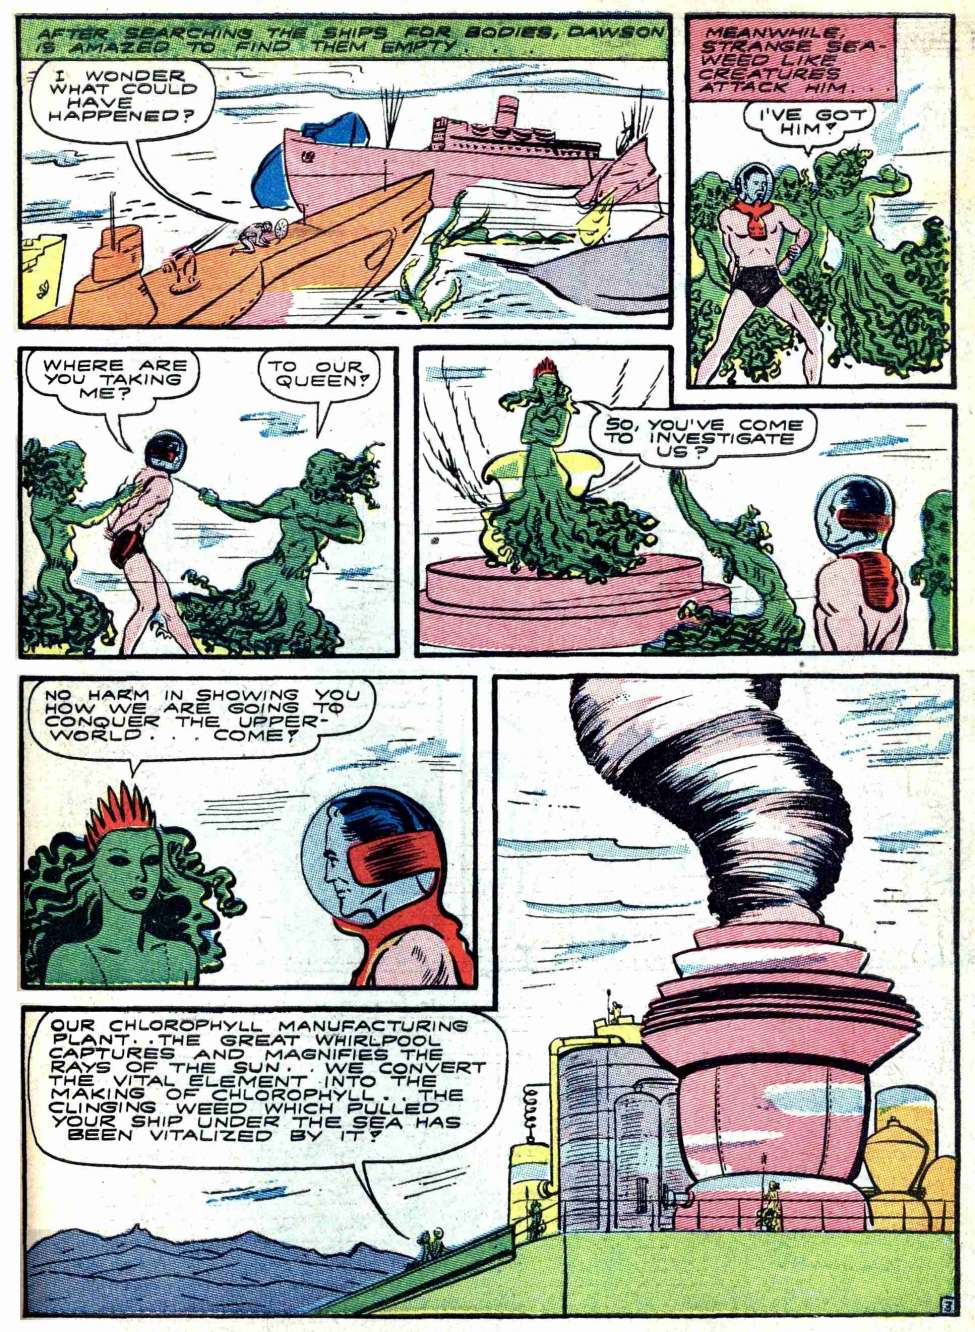 AFTER SEARCHING THE SHIPS FOR BODIES, DAWSON
IS AMAZED TO FIND THEM EMPTY . . . .
I WONDER
WHAT COULD
HAVE
HAPPENED?
MEANWHILE,
STRANGE SEA-
WEED LIKE
CREATURES
ATTACK HIM...
I'VE GOT
HIM!
WHERE ARE
YOU TAKING
ME?
TO OUR
QUEEN!
SO, YOU'VE COME
TO INVESTIGATE
US?
NO HARM IN SHOWING YOU
HOW WE ARE GOING TO
CONQUER THE UPPER-
WORLD... COME!
OUR CHLOROPHYLL MANUFACTURING
PLANT.. THE GREAT WHIRLPOOL
CAPTURES AND MAGNIFIES THE
RAYS OF THE SUN.. WE CONVERT
THE VITAL ELEMENT INTO THE
MAKING OF CHLOROPHYLL.. THE
CLINGING WEED WHICH PULLED
YOUR SHIP UNDER THE SEA HAS
BEEN VITALIZED BY IT!
3